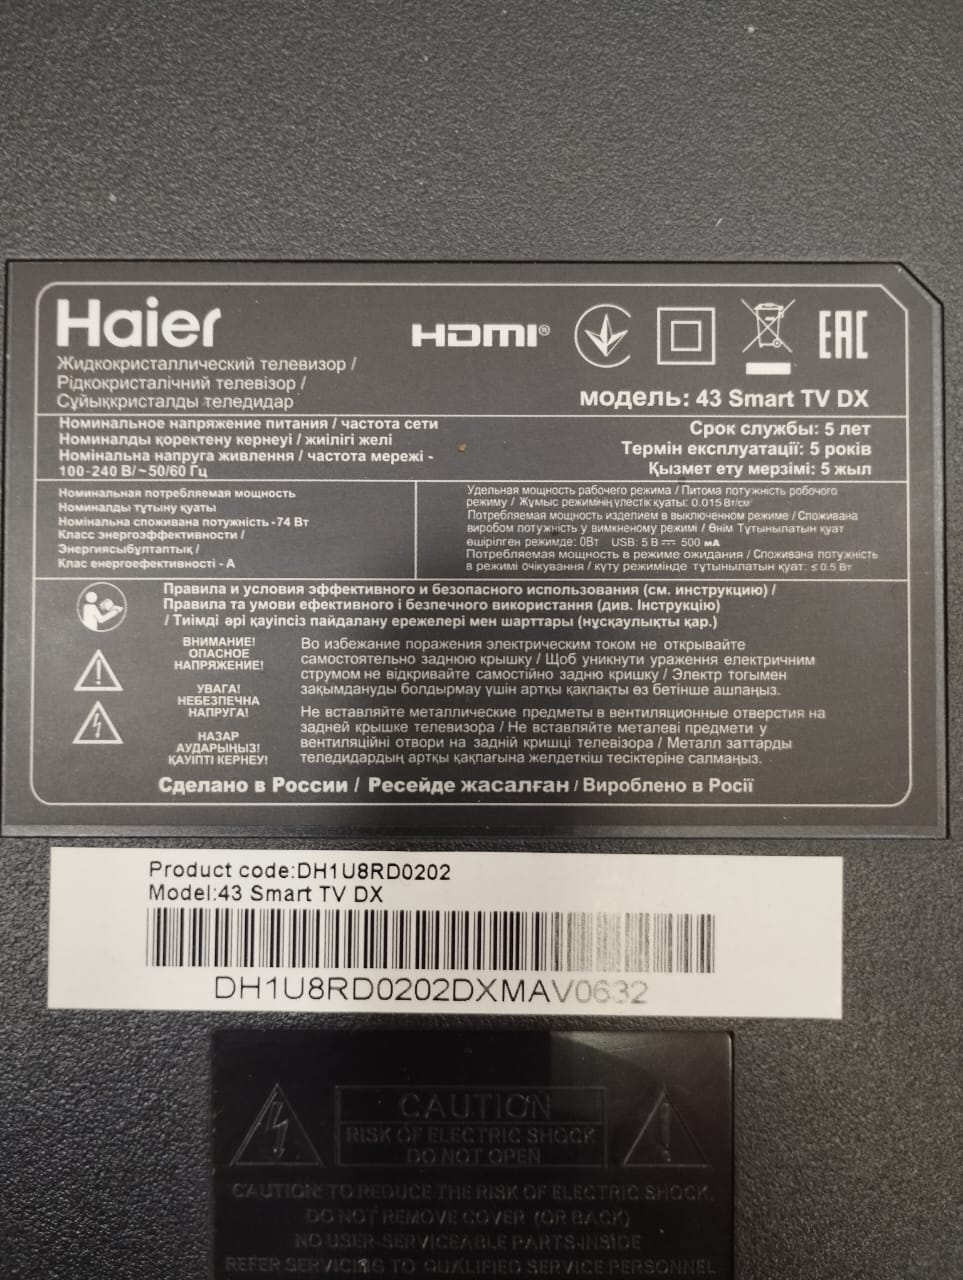 Haier
HDMI®
EAC
Жидкокристаллический телевизор /
Рідкокристалічний телевізор /
Сұйыққристалды теледидар
модель: 43 Smart TV DX
Номинальное напряжение питания / частота сети
Номиналды қоректену кернеуі / жиілігі желі
Номінальна напруга живлення / частота мережі -
100-240 В/~50/60 Гц
Срок службы: 5 лет
Термін експлуатації: 5 років
Қызмет ету мерзімі: 5 жыл
Номинальная потребляемая мощность
Номиналды тұтыну қуаты
Номінальна споживана потужність -74 Вт
Класс энергоэффективности /
Энергиясыбұлтаптық /
Клас енергоефективності - А
Удельная мощность рабочего режима / Питома потужність робочого
режиму / Жұмыс режимінің үлестік қуаты: 0.015 Вт/см²
Потребляемая мощность изделием в выключенном режиме / Споживана
виробом потужність у вимкненому режимі / Өнім Тұтынылатын қуат
өшірілген режимде: 0Вт USB: 5 В 500 мА
Потребляемая мощность в режиме ожидания / Споживана потужність
в режимі очікування / күту режимінде тұтынылатын қуат: ≤ 0.5 Вт
Правила и условия эффективного и безопасного использования (см. инструкцию) /
Правила та умови ефективного і безпечного використання (див. Інструкцію)
/ Тиімді әрі қауіпсіз пайдалану ережелері мен шарттары (нұсқаулықты қар.)
ВНИМАНИЕ!
ОПАСНОЕ
НАПРЯЖЕНИЕ!
УВАГА!
НЕБЕЗПЕЧНА
НАПРУГА!
НАЗАР
АУДАРЫҢЫЗ!
ҚАУІПТІ КЕРНЕУ!
Во избежание поражения электрическим током не открывайте
самостоятельно заднюю крышку / Щоб уникнути ураження електричним
струмом не відкривайте самостійно задню кришку / Электр тогымен
зақымдануды болдырмау үшін артқы қақпақты өз бетінше ашпаңыз.
Не вставляйте металлические предметы в вентиляционные отверстия на
задней крышке телевизора / Не вставляйте металеві предмети у
вентиляційні отвори на задній кришці телевізора / Металл заттарды
теледидардың артқы қақпағына желдеткіш тесіктеріне салмаңыз.
Сделано в России / Ресейде жасалған / Вироблено в Росії
Product code:DH1U8RD0202
Model:43 Smart TV DX
DH1U8RD0202DXMAV0632
CAUTION
RISK OF ELECTRIC SHOCK
DO NOT OPEN
CAUTION: TO REDUCE THE RISK OF ELECTRIC SHOCK,
DO NOT REMOVE COVER (OR BACK)
NO USER-SERVICEABLE PARTS INSIDE
REFER SERVICING TO QUALIFIED SERVICE PERSONNEL